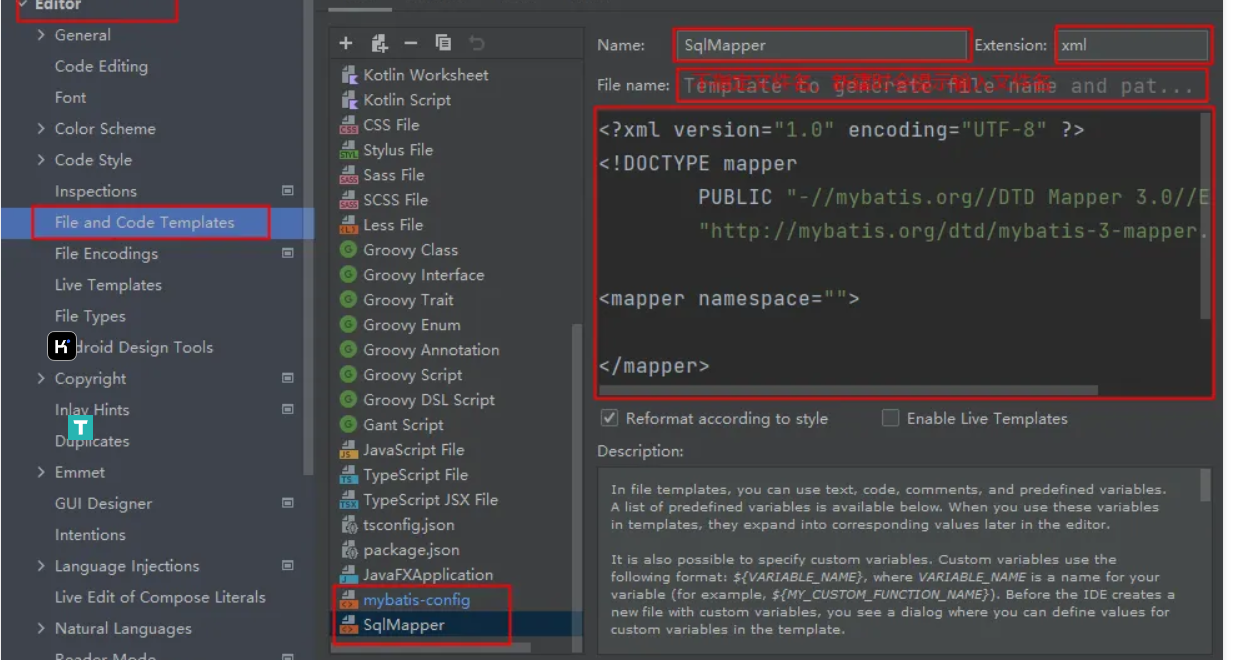 Editor
General
Code Editing
Font
Color Scheme
Code Style
Inspections
File and Code Templates
File Encodings
Live Templates
File Types
droid Design Tools
Copyright
Inlay Hints
Duplicates
Emmet
GUI Designer
Intentions
Language Injections
Live Edit of Compose Literals
Natural Languages
Reader Mode
K
T
Kotlin Worksheet
Kotlin Script
CSS File
Stylus File
Sass File
SCSS File
Less File
Groovy Class
Groovy Interface
Groovy Trait
Groovy Enum
Groovy Annotation
Groovy Script
Groovy DSL Script
Gant Script
JavaScript File
TypeScript File
TypeScript JSX File
tsconfig.json
package.json
JavaFXApplication
mybatis-config
SqlMapper
Name: SqlMapper Extension: xml
File name: Template to generate file name and pat...
<?xml version="1.0" encoding="UTF-8" ?>
<!DOCTYPE mapper
PUBLIC "-//mybatis.org//DTD Mapper 3.0//E
"http://mybatis.org/dtd/mybatis-3-mapper.
<mapper namespace="">
</mapper>
Reformat according to style Enable Live Templates
Description:
In file templates, you can use text, code, comments, and predefined variables.
A list of predefined variables is available below. When you use these variables
in templates, they expand into corresponding values later in the editor.
It is also possible to specify custom variables. Custom variables use the
following format: ${VARIABLE_NAME}, where VARIABLE_NAME is a name for your
variable (for example, ${MY_CUSTOM_FUNCTION_NAME}). Before the IDE creates a
new file with custom variables, you see a dialog where you can define values for
custom variables in the template.